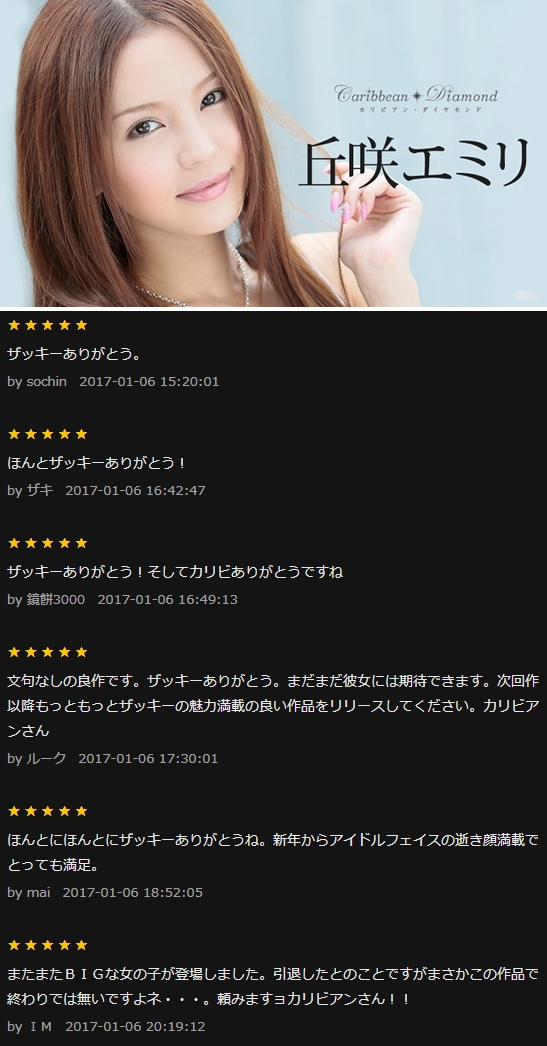 Caribbean Diamond
カリビアン・ダイヤモンド
丘咲エミリ
★★★★★
ザッキーありがとう。
by sochin 2017-01-06 15:20:01
★★★★★
ほんとザッキーありがとう！
by ザキ 2017-01-06 16:42:47
★★★★★
ザッキーありがとう！そしてカリビありがとうですね
by 鏡餅3000 2017-01-06 16:49:13
★★★★★
文句なしの良作です。ザッキーありがとう。まだまだ彼女には期待できます。次回作
以降もっともっとザッキーの魅力満載の良い作品をリリースしてください。カリビア
ンさん
by ルーク 2017-01-06 17:30:01
★★★★★
ほんとにほんとにザッキーありがとうね。新年からアイドルフェイスの逝き顔満載で
とっても満足。
by mai 2017-01-06 18:52:05
★★★★★
またまたＢＩＧな女の子が登場しました。引退したとのことですがまさかこの作品で
終わりでは無いですよネ・・・。頼みますョカリビアンさん！！
by ＩＭ 2017-01-06 20:19:12